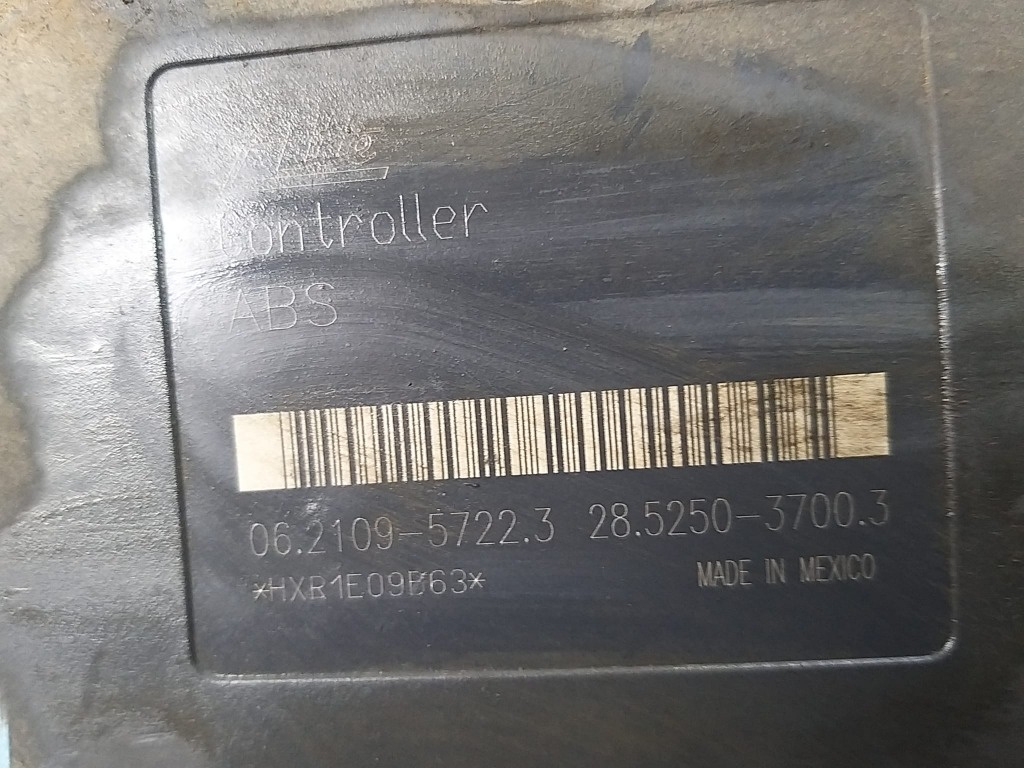 Controller
ABS
06.2109-5722.3 28.5250-3700.3
*HXR1E09B63*
MADE IN MEXICO